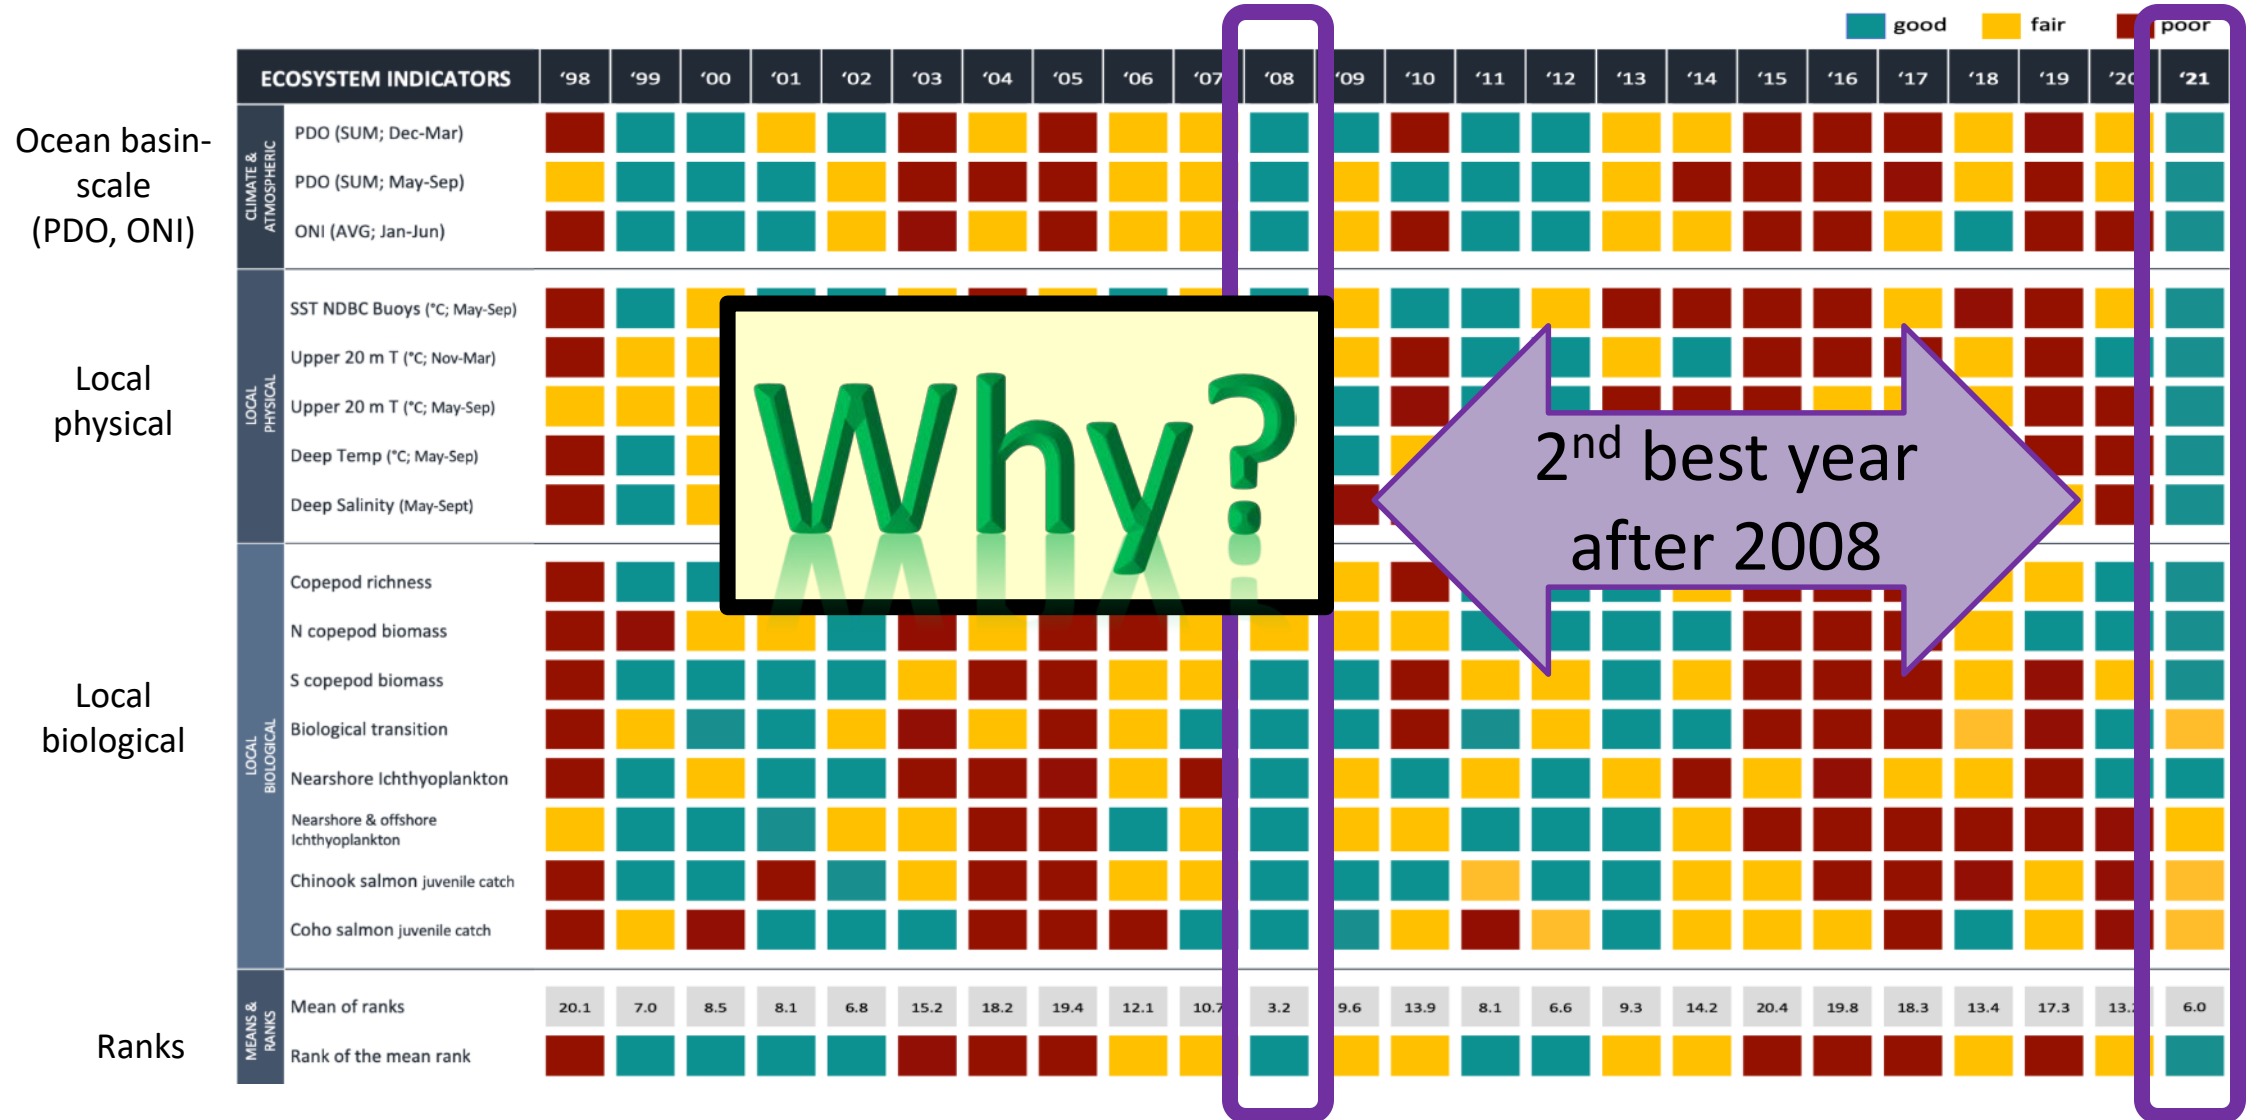 good fair poor
ECOSYSTEM INDICATORS ‘98 ‘99 ‘00 ‘01 ‘02 ‘03 ‘04 ‘05 ‘06 ‘07 ‘08 ‘09 ‘10 ‘11 ‘12 ‘13 ‘14 ‘15 ‘16 ‘17 ‘18 ‘19 ‘20 ‘21
Ocean basin-
scale
(PDO, ONI)
CLIMATE &
ATMOSPHERIC
PDO (SUM; Dec-Mar)
PDO (SUM; May-Sep)
ONI (AVG; Jan-Jun)
Local
physical
LOCAL
PHYSICAL
SST NDBC Buoys (°C; May-Sep)
Upper 20 m T (°C; Nov-Mar)
Upper 20 m T (°C; May-Sep)
Deep Temp (°C; May-Sep)
Deep Salinity (May-Sept)
Why?
2nd best year
after 2008
Local
biological
LOCAL
BIOLOGICAL
Copepod richness
N copepod biomass
S copepod biomass
Biological transition
Nearshore Ichthyoplankton
Nearshore & offshore
Ichthyoplankton
Chinook salmon juvenile catch
Coho salmon juvenile catch
Ranks
MEANS &
RANKS
Mean of ranks 20.1 7.0 8.5 8.1 6.8 15.2 18.2 19.4 12.1 10.7 3.2 9.6 13.9 8.1 6.6 9.3 14.2 20.4 19.8 18.3 13.4 17.3 6.0
Rank of the mean rank